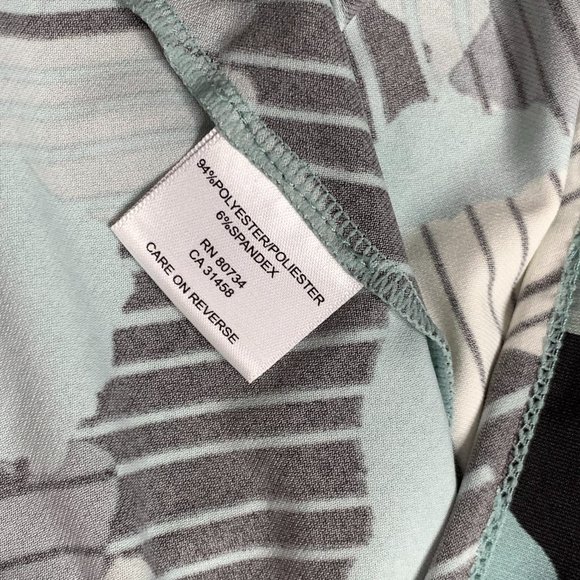 94%POLYESTER/POLIESTER
6%SPANDEX
RN 80734
CA 31458
CARE ON REVERSE